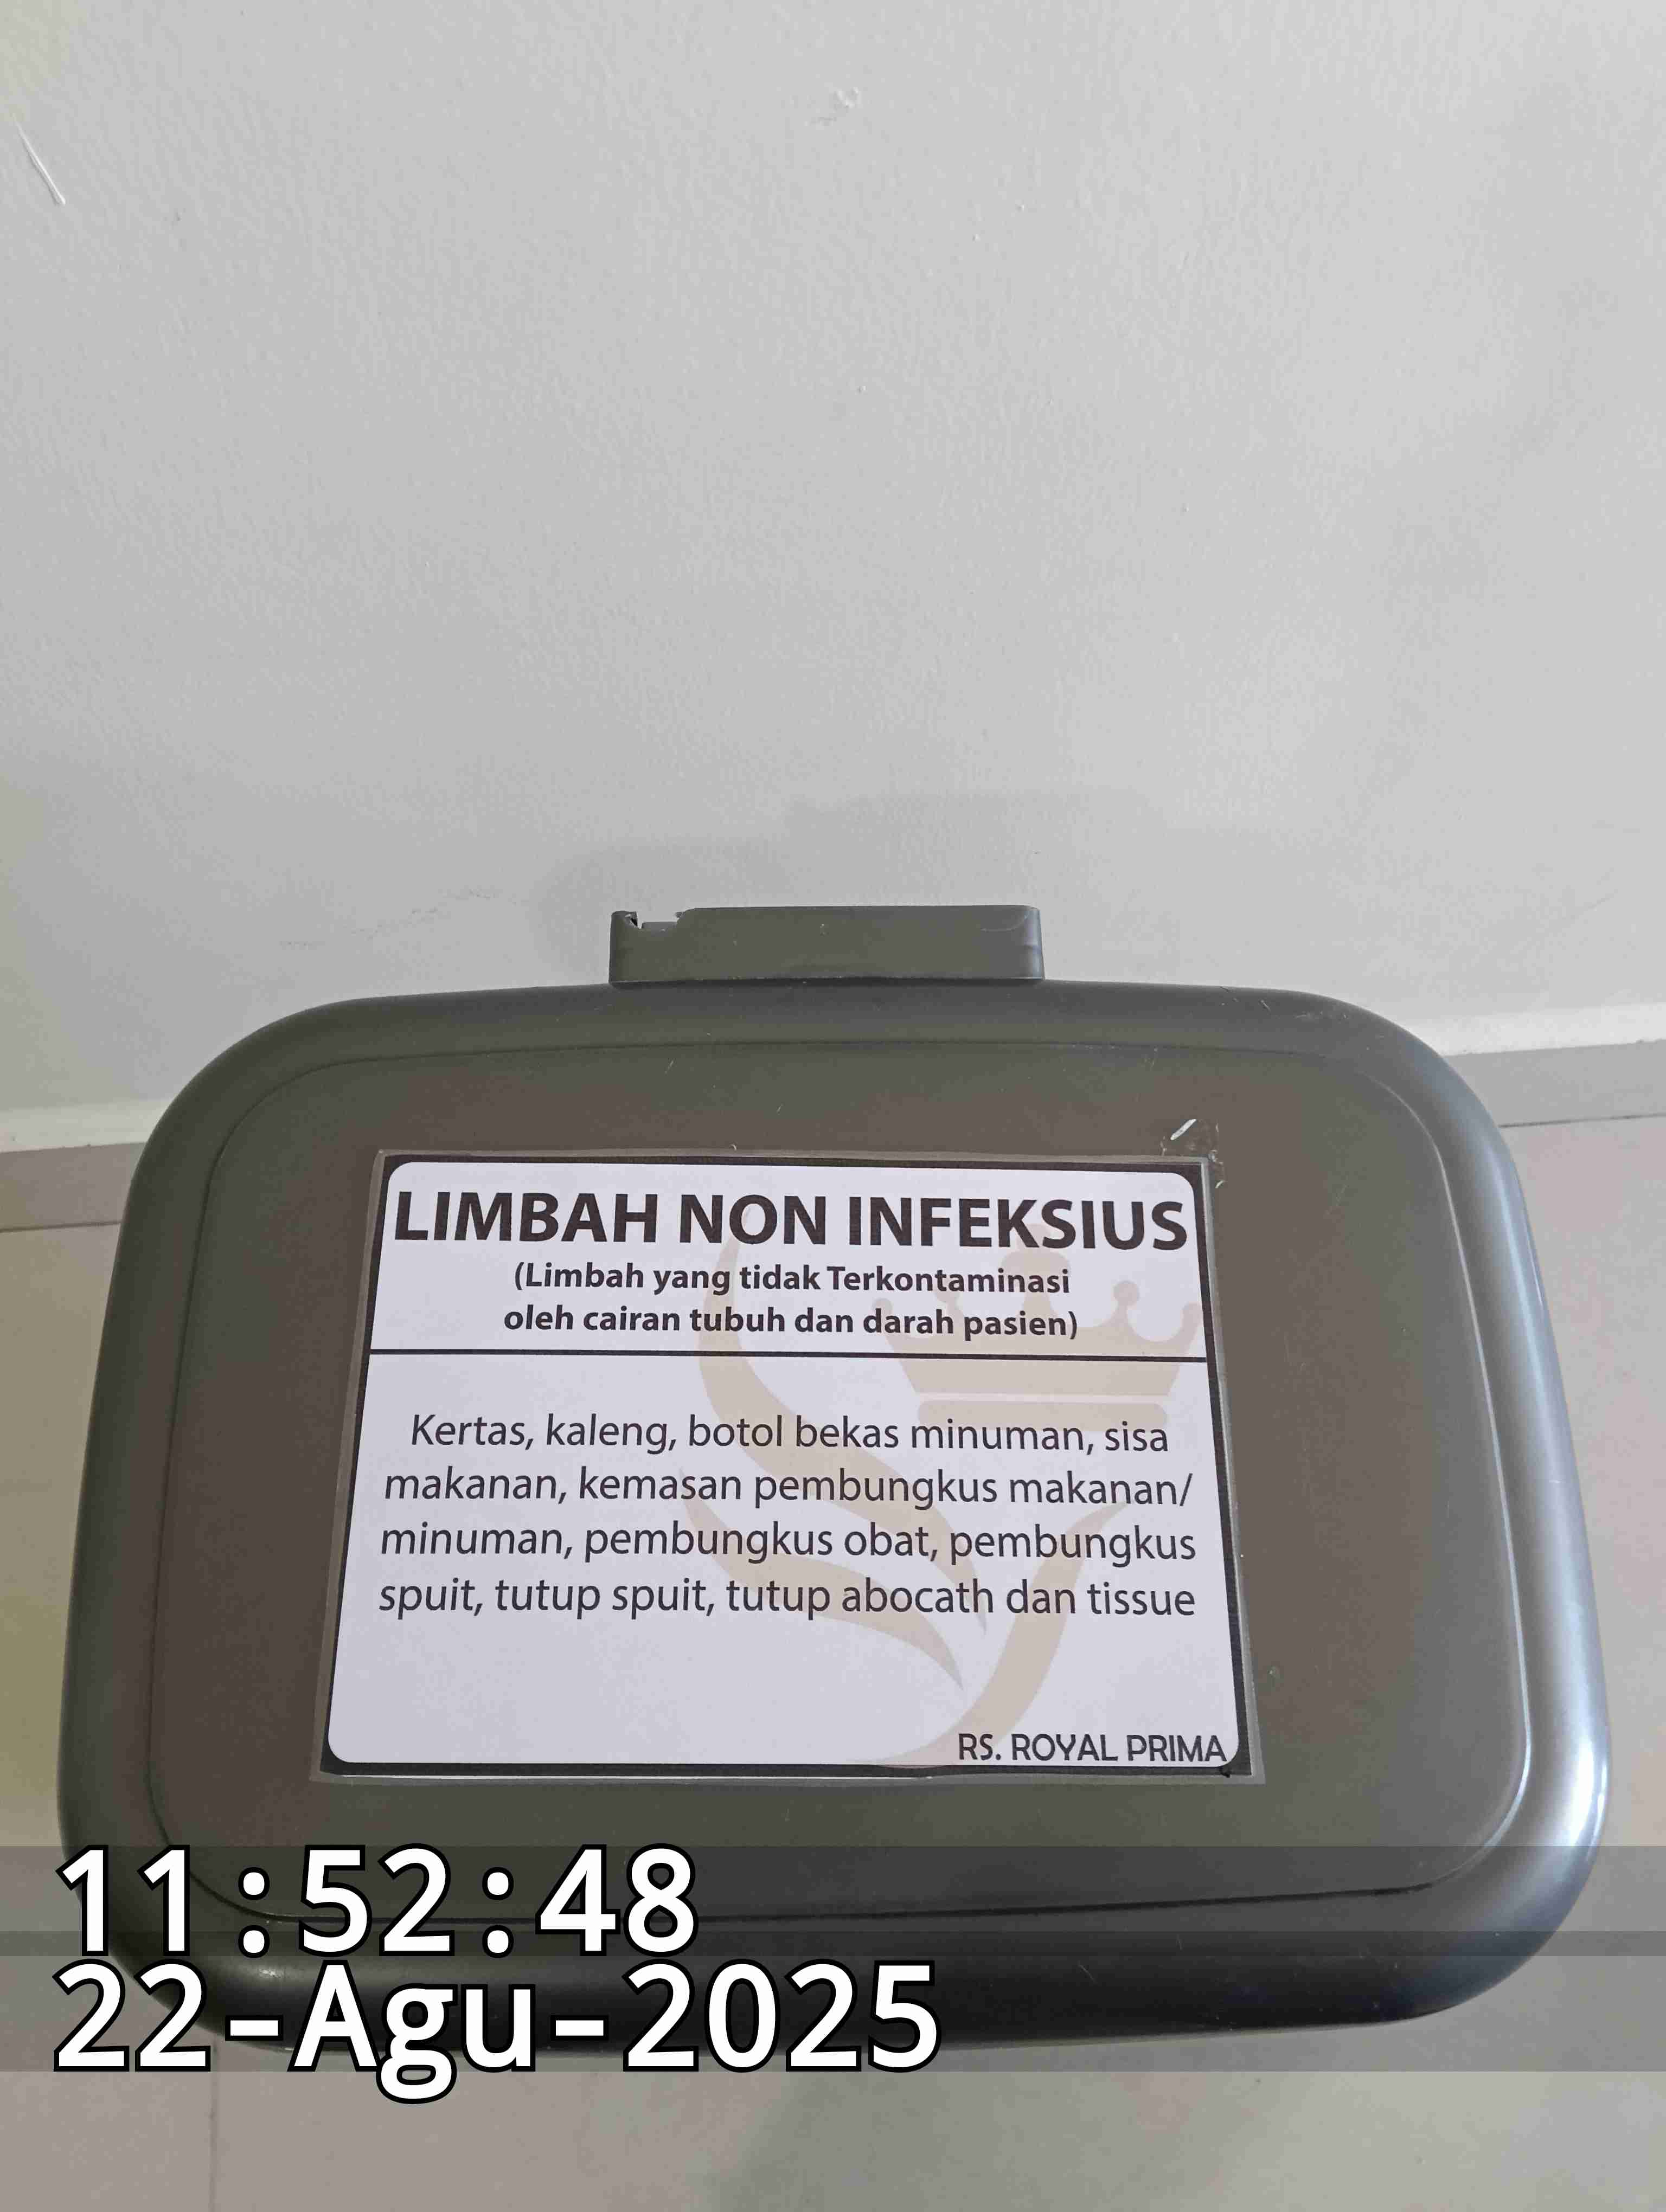 LIMBAH NON INFEKSIUS
(Limbah yang tidak Terkontaminasi
oleh cairan tubuh dan darah pasien)
Kertas, kaleng, botol bekas minuman, sisa
makanan, kemasan pembungkus makanan/
minuman, pembungkus obat, pembungkus
spuit, tutup spuit, tutup abocath dan tissue
RS. ROYAL PRIMA
11:52:48
22-Agu-2025